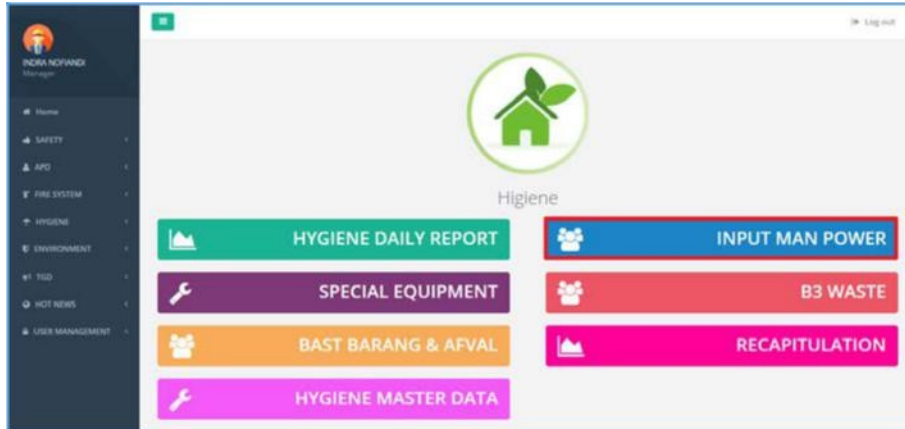 INDRA NOFIANDI
Manager
Home
SAFETY
APD
FIRE SYSTEM
HYGIENE
ENVIRONMENT
TGD
HOT NEWS
USER MANAGEMENT
Log out
Higiene
HYGIENE DAILY REPORT
INPUT MAN POWER
SPECIAL EQUIPMENT
B3 WASTE
BAST BARANG & AFVAL
RECAPITULATION
HYGIENE MASTER DATA